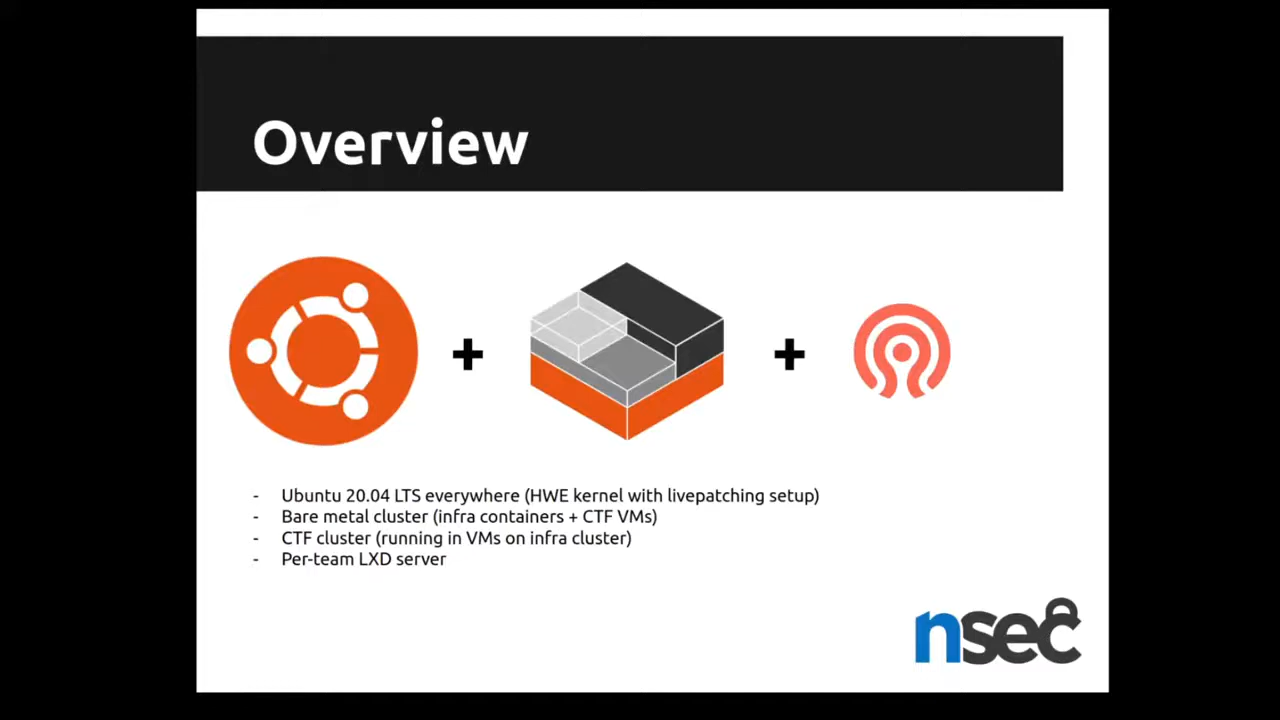 Overview
+ +
- Ubuntu 20.04 LTS everywhere (HWE kernel with livepatching setup)
- Bare metal cluster (infra containers + CTF VMs)
- CTF cluster (running in VMs on infra cluster)
- Per-team LXD server
nsec